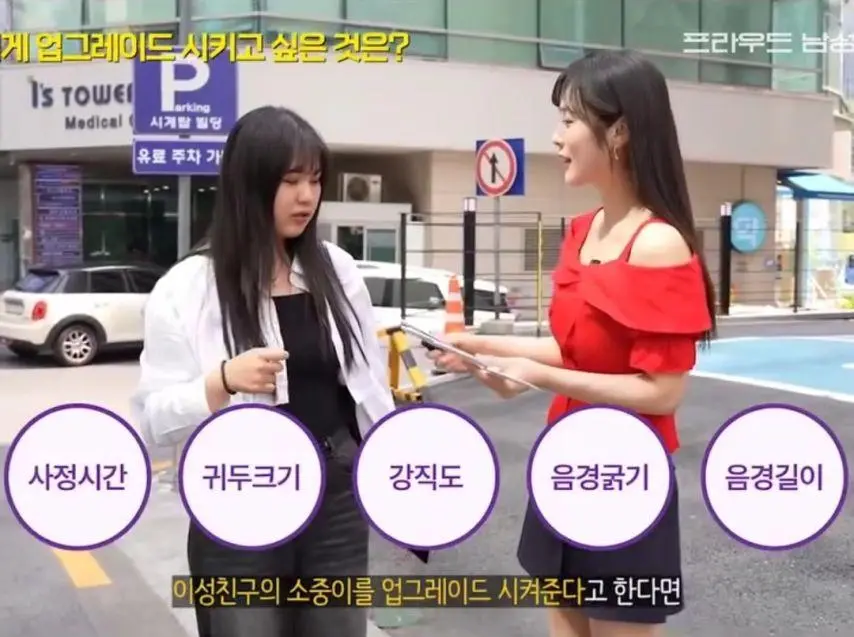 게 업그레이드 시키고 싶은 것은?
프라우드 남성
1's TOWER
Medical
P
Parking
시계탑 빌딩
유료 주차 가
사정시간
귀두크기
강직도
음경굵기
음경길이
이성친구의 소중이를 업그레이드 시켜준다고 한다면